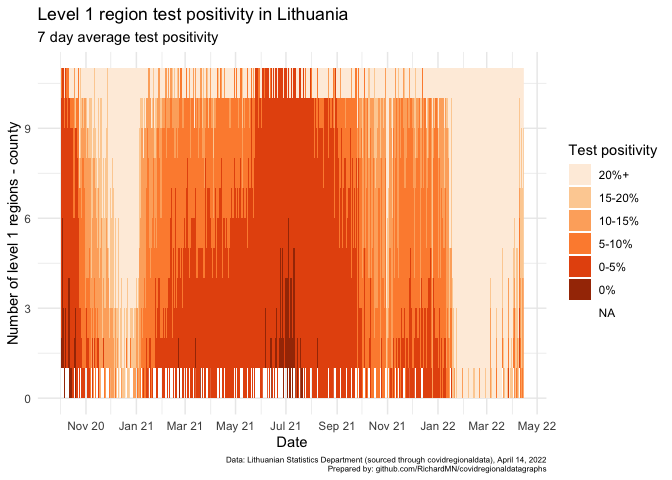 Level 1 region test positivity in Lithuania
7 day average test positivity
Number of level 1 regions - county
9
6
3
0
Nov 20 Jan 21 Mar 21 May 21 Jul 21 Sep 21 Nov 21 Jan 22 Mar 22 May 22
Date
Test positivity
20%+
15-20%
10-15%
5-10%
0-5%
0%
NA
Data: Lithuanian Statistics Department (sourced through covidregionaldata), April 14, 2022
Prepared by: github.com/RichardMN/covidregionaldatagraphs